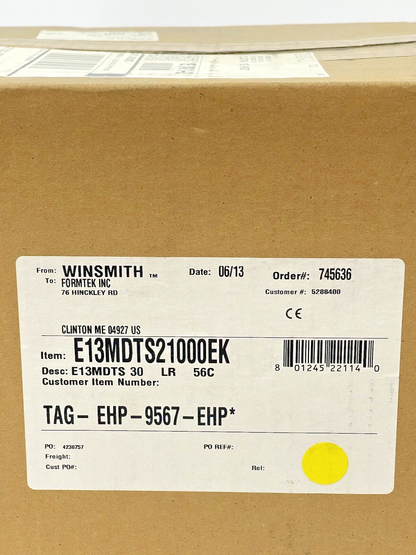 From: WINSMITH ™ Date: 06/13 Order#: 745636
To: FORMTEK INC Customer #: 5288400
76 HINCKLEY RD
CE
CLINTON ME 04927 US
Item: E13MDTS21000EK
Desc: E13MDTS 30 LR 56C 8 01245 22114 0
Customer Item Number:
TAG- EHP-9567-EHP*
PO: 4230757 PO REF#:
Freight:
Cust PO#: Rel: